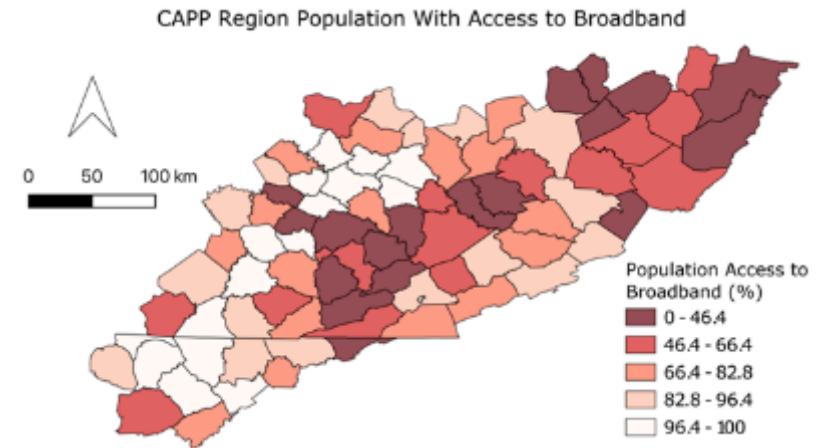 CAPP Region Population With Access to Broadband
0 50 100 km
Population Access to
Broadband (%)
0 - 46.4
46.4 - 66.4
66.4 - 82.8
82.8 - 96.4
96.4 - 100